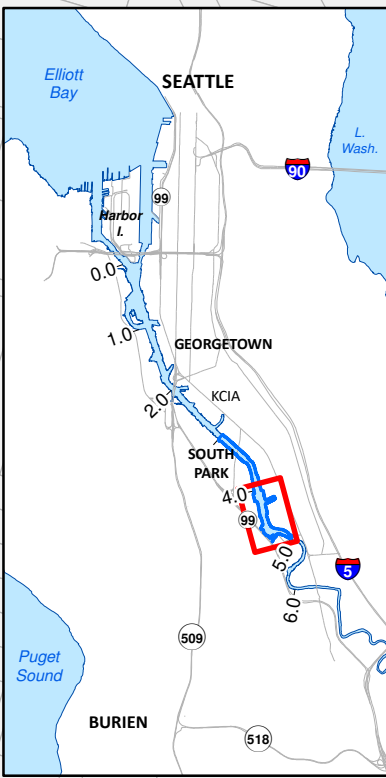 Elliott
Bay
SEATTLE
L.
Wash.
90
99
Harbor
I.
0.0
1.0
GEORGETOWN
2.0
KCIA
SOUTH
PARK
4.0
99
5.0
5
6.0
509
Puget
Sound
BURIEN
518